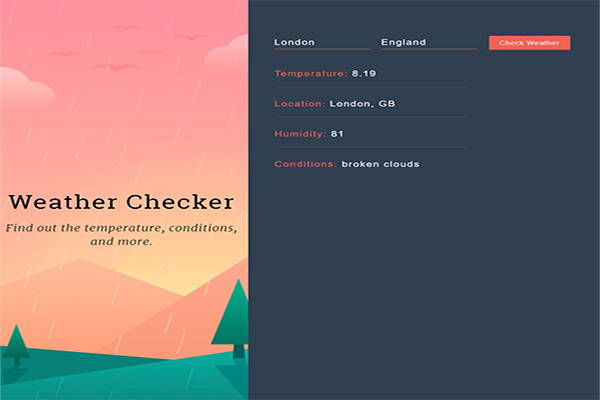 London England Check Weather
Temperature: 8.19
Location: London, GB
Humidity: 81
Conditions: broken clouds
Weather Checker
Find out the temperature, conditions,
and more.